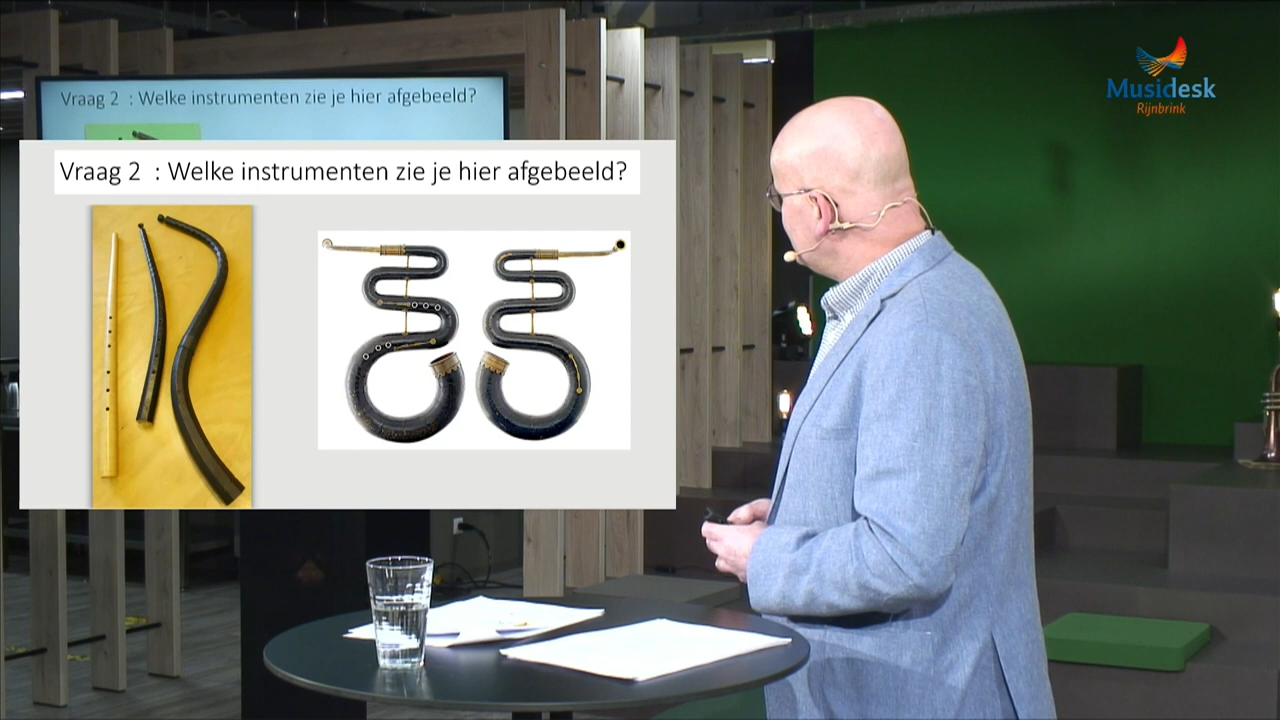 Vraag 2 : Welke instrumenten zie je hier afgebeeld?
Musidesk
Rijnbrink
Vraag 2 : Welke instrumenten zie je hier afgebeeld?